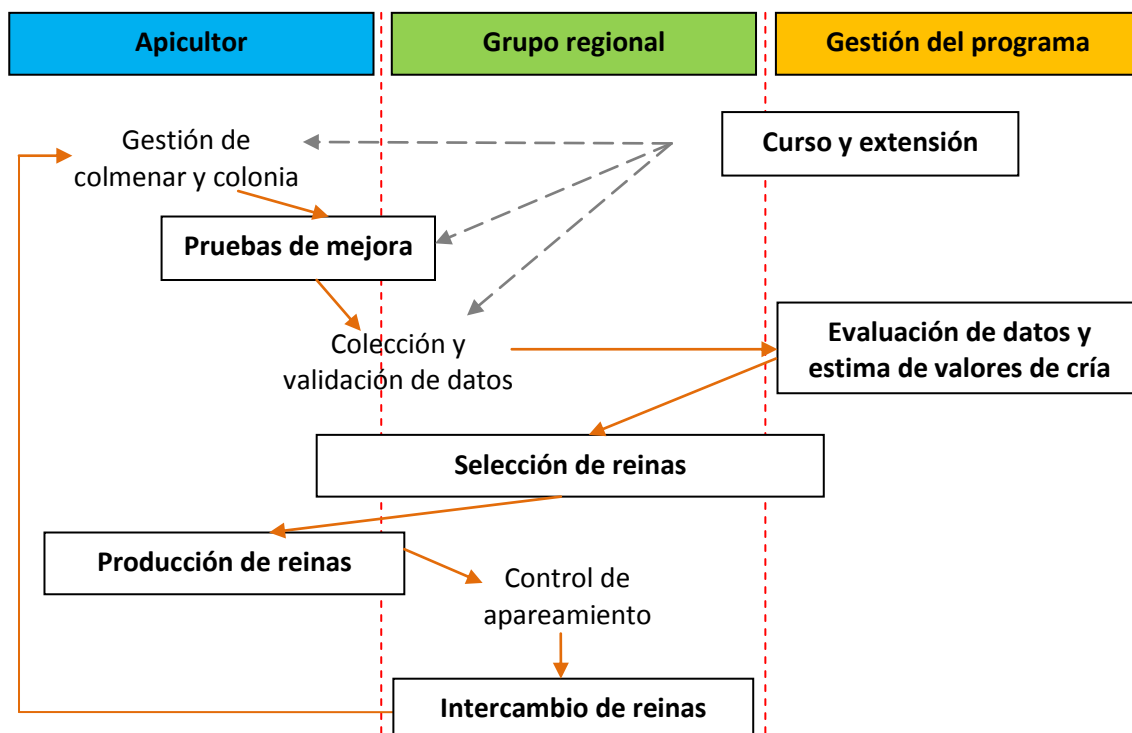 Apicultor
Grupo regional
Gestión del programa
Gestión de
colmenar y colonia
Curso y extensión
Pruebas de mejora
Colección y
validación de datos
Evaluación de datos y
estima de valores de cría
Selección de reinas
Producción de reinas
Control de
apareamiento
Intercambio de reinas